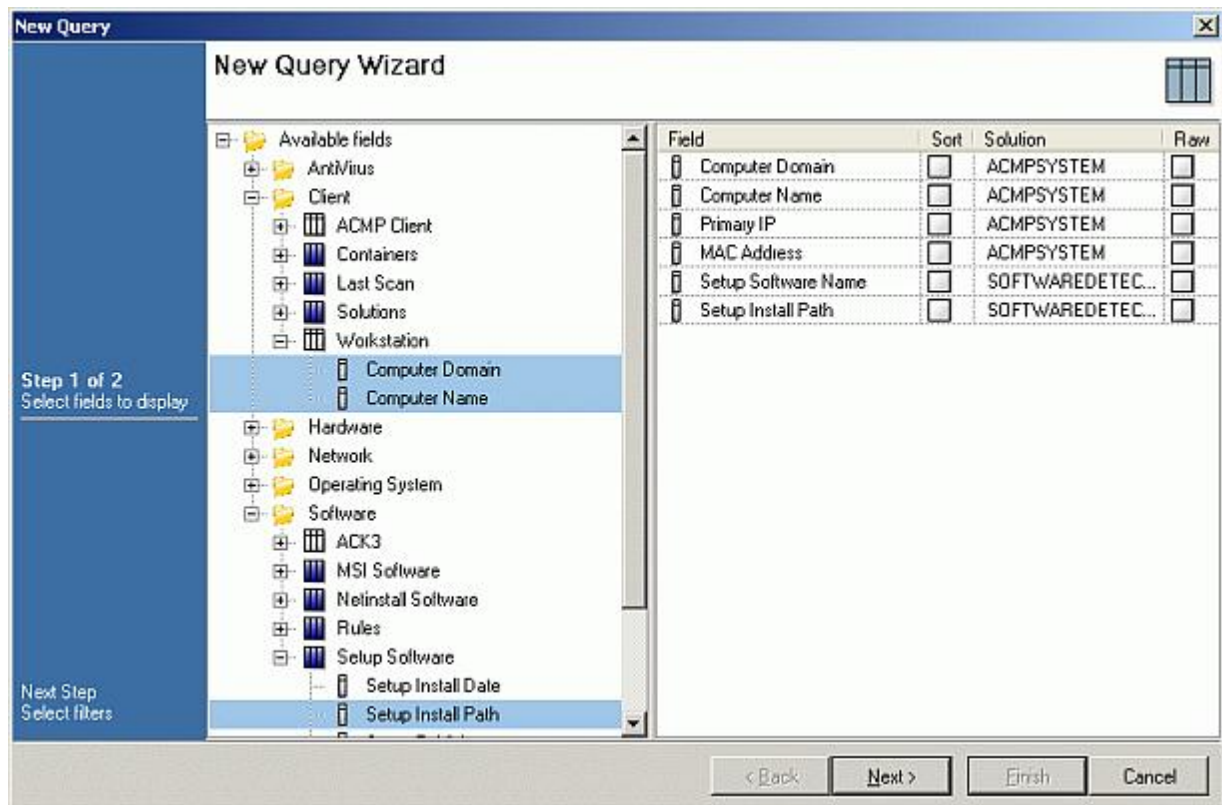 New Query
New Query Wizard
Step 1 of 2
Select fields to display
Next Step
Select filters
Available fields
AntiVirus
Client
ACMP Client
Containers
Last Scan
Solutions
Workstation
Computer Domain
Computer Name
Hardware
Network
Operating System
Software
ACK3
MSI Software
Netinstall Software
Rules
Setup Software
Setup Install Date
Setup Install Path
Field Sort Solution Raw
Computer Domain ACMPSYSTEM
Computer Name ACMPSYSTEM
Primary IP ACMPSYSTEM
MAC Address ACMPSYSTEM
Setup Software Name SOFTWAREDETEC...
Setup Install Path SOFTWAREDETEC...
< Back Next > Finish Cancel